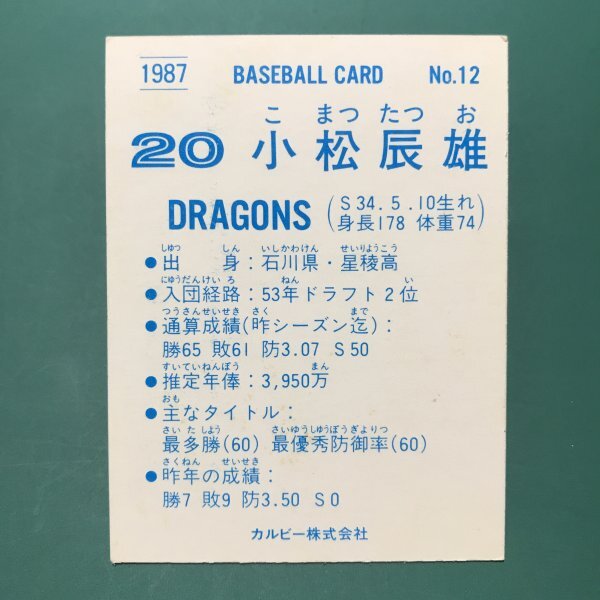 1987 BASEBALL CARD No.12
こ まつ たつ お
20 小松辰雄
DRAGONS (S34.5.10生れ
身長178 体重74)
しゅつ しん いしかわけん せいりようこう
●出 身：石川県・星稜高
にゆうだんけいろ ねん い
●入団経路：53年ドラフト2位
つうさんせいせき さく まで
●通算成績(昨シーズン迄)：
勝65 敗61 防3.07 S50
すいていねんぽう まん
●推定年俸：3,950万
おも
●主なタイトル：
さいたしよう さいゆうしゆうぼうぎよりつ
最多勝(60) 最優秀防御率(60)
さくねん せいせき
●昨年の成績：
勝7 敗9 防3.50 S0
カルビー株式会社